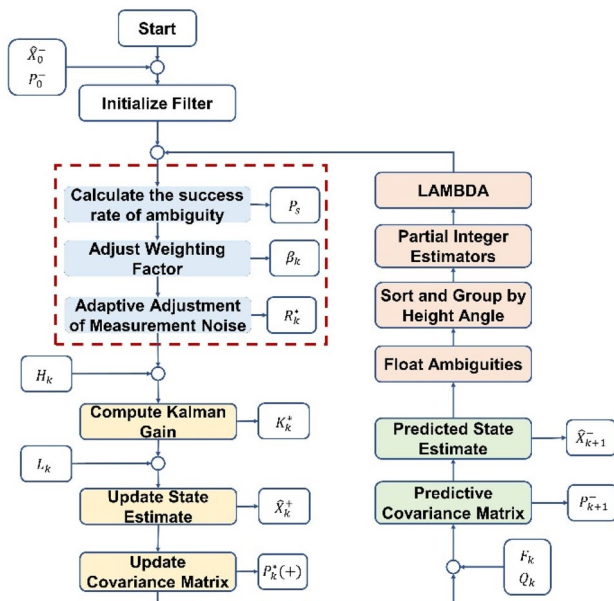 Start
X̂₀⁻
P₀⁻
Initialize Filter
Calculate the success
rate of ambiguity
Pₛ
Adjust Weighting
Factor
βₖ
Adaptive Adjustment
of Measurement Noise
Rₖ*
Hₖ
Compute Kalman
Gain
Kₖ*
Lₖ
Update State
Estimate
X̂ₖ⁺
Update
Covariance Matrix
Pₖ*(+)
LAMBDA
Partial Integer
Estimators
Sort and Group by
Height Angle
Float Ambiguities
Predicted State
Estimate
X̂ₖ₊₁⁻
Predictive
Covariance Matrix
Pₖ₊₁⁻
Fₖ
Qₖ